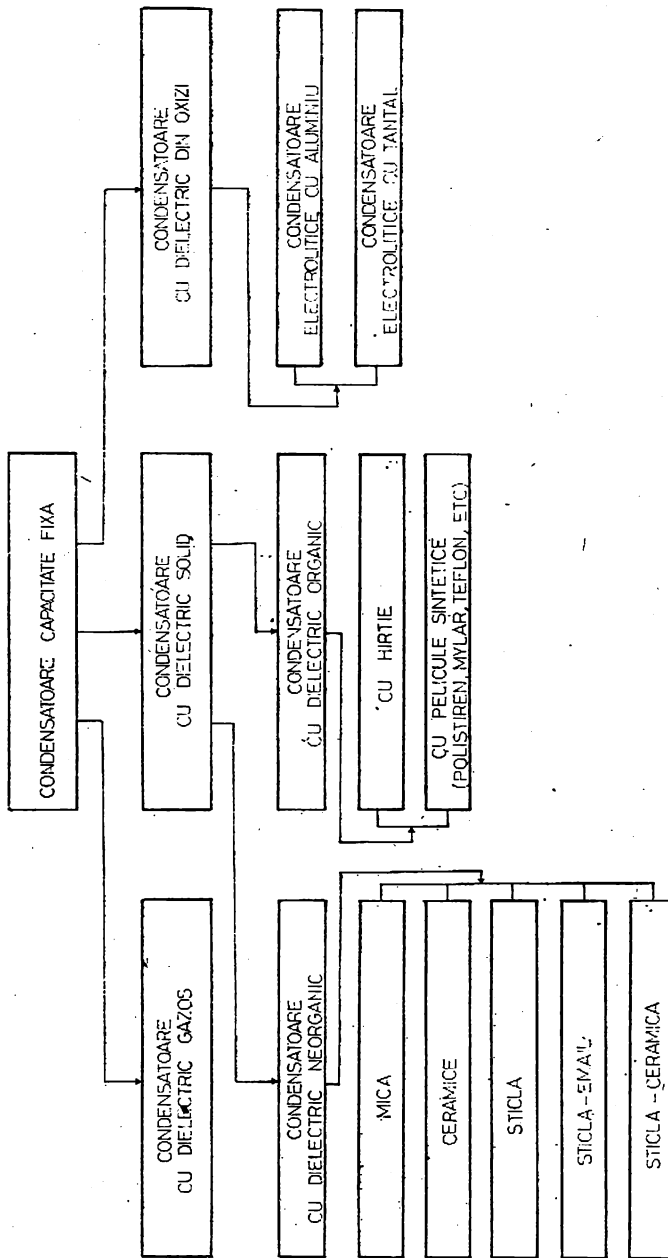 CONDENSATOARE CAPACITATE FIXA
CONDENSATOARE
CU DIELECTRIC GAZOS
CONDENSATOARE
CU DIELECTRIC SOLID
CONDENSATOARE
CU DIELECTRIC DIN OXIZI
CONDENSATOARE
CU DIELECTRIC NEORGANIC
CONDENSATOARE
CU DIELECTRIC ORGANIC
CONDENSATOARE
ELECTROLITICE CU ALUMINIU
CONDENSATOARE
ELECTROLITICE CU TANTAL
MICA
CERAMICE
STICLA
STICLA-EMAIL
STICLA - CERAMICA
CU HIRTIE
CU PELICULE SINTETICE
(POLISTIREN, MYLAR, TEFLON, ETC)